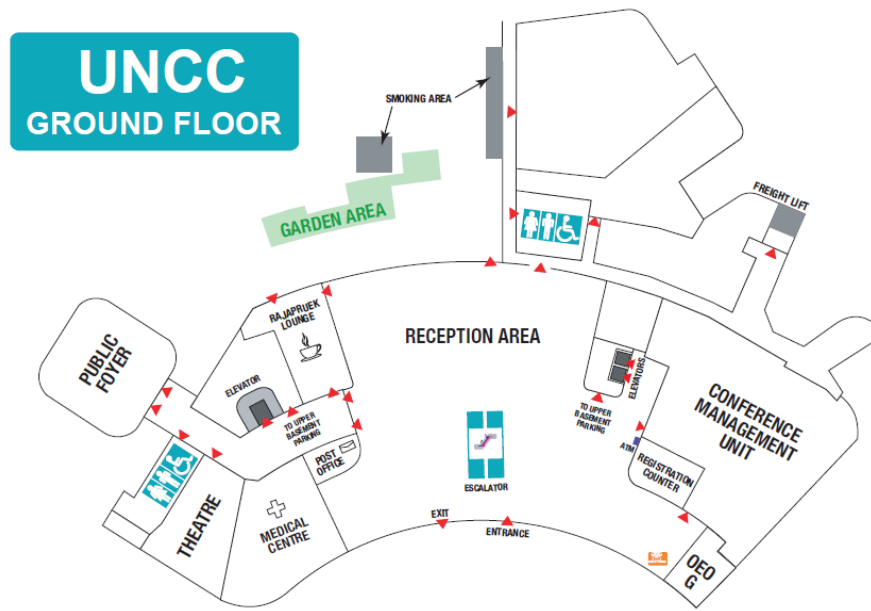 UNCC
GROUND FLOOR
SMOKING AREA
FREIGHT LIFT
GARDEN AREA
RAJAPRUEK
LOUNGE
RECEPTION AREA
PUBLIC
FOYER
ELEVATOR
TO UPPER
BASEMENT
PARKING
ELEVATORS
TO UPPER
BASEMENT
PARKING
CONFERENCE
MANAGEMENT
UNIT
ATM
REGISTRATION
COUNTER
POST
OFFICE
ESCALATOR
THEATRE
MEDICAL
CENTRE
EXIT
ENTRANCE
OEO
G